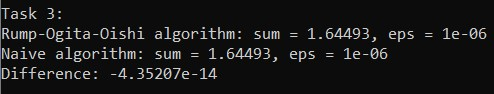 Task 3:
Rump-Ogita-Oishi algorithm: sum = 1.64493, eps = 1e-06
Naive algorithm: sum = 1.64493, eps = 1e-06
Difference: -4.35207e-14